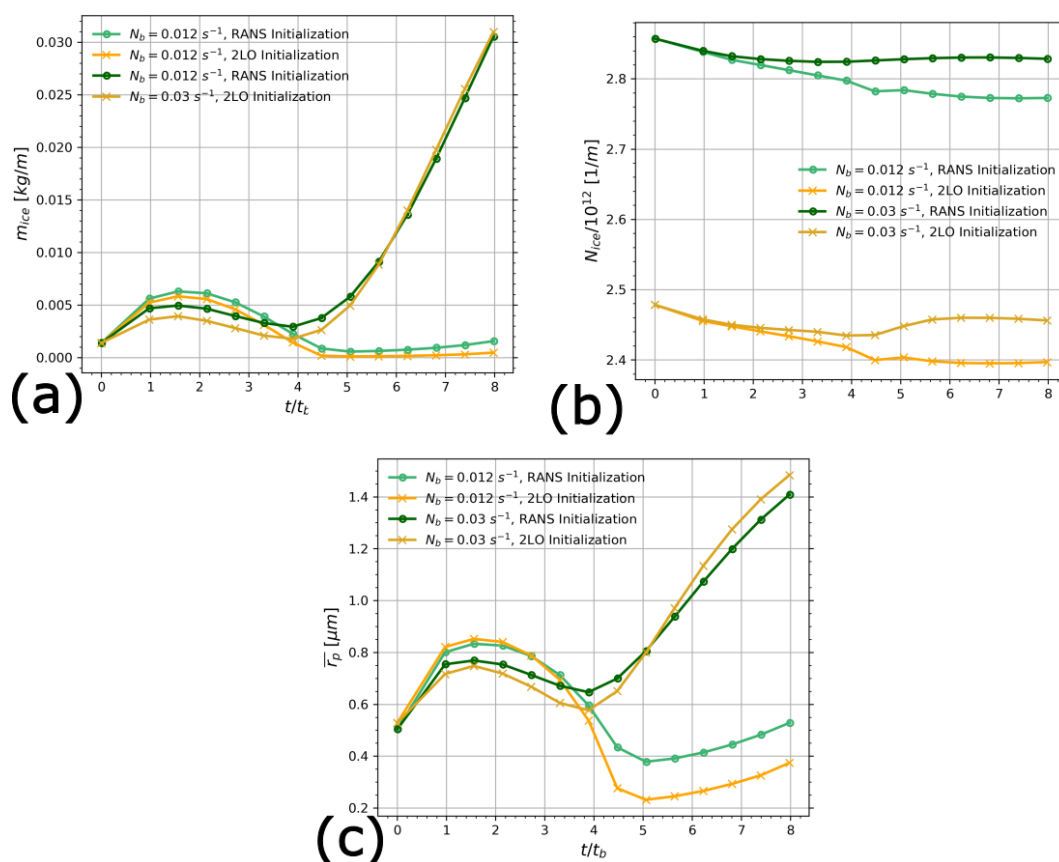 N_b = 0.012 s^{-1}, RANS Initialization
N_b = 0.012 s^{-1}, 2LO Initialization
N_b = 0.012 s^{-1}, RANS Initialization
N_b = 0.03 s^{-1}, 2LO Initialization
m_{ice} [kg/m]
0.030
0.025
0.020
0.015
0.010
0.005
0.000
0 1 2 3 4 5 6 7 8
t/t_b
(a)
N_b = 0.012 s^{-1}, RANS Initialization
N_b = 0.012 s^{-1}, 2LO Initialization
N_b = 0.03 s^{-1}, RANS Initialization
N_b = 0.03 s^{-1}, 2LO Initialization
N_{ice}/10^{12} [1/m]
2.8
2.7
2.6
2.5
2.4
0 1 2 3 4 5 6 7 8
t/t_b
(b)
N_b = 0.012 s^{-1}, RANS Initialization
N_b = 0.012 s^{-1}, 2LO Initialization
N_b = 0.03 s^{-1}, RANS Initialization
N_b = 0.03 s^{-1}, 2LO Initialization
\overline{r}_p [μm]
1.4
1.2
1.0
0.8
0.6
0.4
0.2
0 1 2 3 4 5 6 7 8
t/t_b
(c)